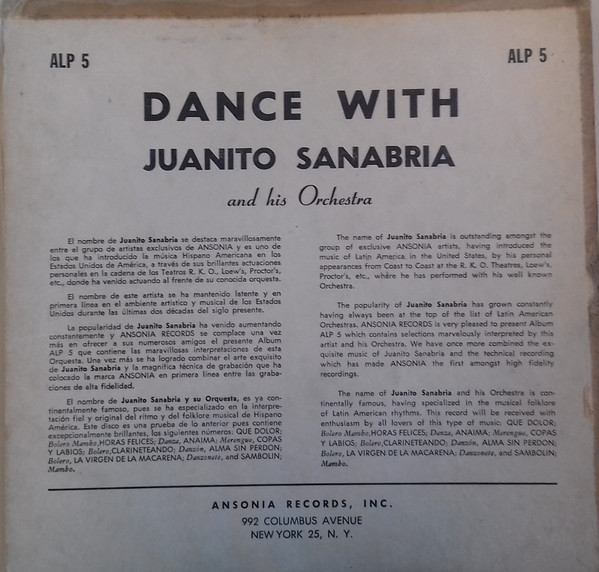 ALP 5
ALP 5
DANCE WITH
JUANITO SANABRIA
and his Orchestra
El nombre de Juanito Sanabria se destaca maravillosamente
entre el grupo de artistas exclusivos de ANSONIA y es uno de
los que ha introducido la música Hispano Americana en los
Estados Unidos de América, a través de sus brillantes actuaciones
personales en la cadena de los Teatros R. K. O., Loew's, Proctor's,
etc., donde ha venido actuando al frente de su conocida orquesta.
El nombre de este artista se ha mantenido latente y en
primera línea en el ambiente artístico y musical de los Estados
Unidos durante las últimas dos décadas del siglo presente.
La popularidad de Juanito Sanabria ha venido aumentando
constantemente y ANSONIA RECORDS se complace una vez
más en ofrecer a sus numerosos amigos el presente Album
ALP 5 que contiene las maravillosas interpretaciones de esta
Orquesta. Una vez más se ha logrado combinar el arte exquisito
de Juanito Sanabria y la magnífica técnica de grabación que ha
colocado la marca ANSONIA en primera línea entre las graba-
ciones de alta fidelidad.
El nombre de Juanito Sanabria y su Orquesta, es ya con-
tinentalmente famoso, pues se ha especializado en la interpre-
tación fiel y original del ritmo y del folklore musical de Hispano
América. Este disco es una prueba de lo anterior pues contiene
excepcionalmente brillantes, los siguientes números: QUE DOLOR;
Bolero Mambo,HORAS FELICES; Danza, ANAIMA; Merengue, COPAS
Y LABIOS; Bolero,CLARINETEANDO; Danzón, ALMA SIN PERDON;
Bolero, LA VIRGEN DE LA MACARENA; Danzonete, and SAMBOLIN;
Mambo.
The name of Juanito Sanabria is outstanding amongst the
group of exclusive ANSONIA artists, having introduced the
music of Latin America in the United States, by his personal
appearances from Coast to Coast at the R. K. O. Theatres, Loew's,
Proctor's, etc., where he has performed with his well known
Orchestra.
The popularity of Juanito Sanabria has grown constantly
having always been at the top of the list of Latin American
Orchestras. ANSONIA RECORDS is very pleased to present Album
ALP 5 which contains selections marvelously interpreted by this
artist and his Orchestra. We have once more combined the ex-
quisite music of Juanito Sanabria and the technical recording
which has made ANSONIA the first amongst high fidelity
recordings.
The name of Juanito Sanabria and his Orchestra is con-
tinentally famous, having specialized in the musical folklore
of Latin American rhythms. This record will be received with
enthusiasm by all lovers of this type of music: QUE DOLOR;
Bolero Mambo,HORAS FELICES; Danza, ANAIMA; Merengue, COPAS
Y LABIOS; Bolero,CLARINETEANDO; Danzón, ALMA SIN PERDON;
Bolero, LA VIRGEN DE LA MACARENA; Danzonete, and SAMBOLIN;
Mambo.
ANSONIA RECORDS, INC.
992 COLUMBUS AVENUE
NEW YORK 25, N. Y.